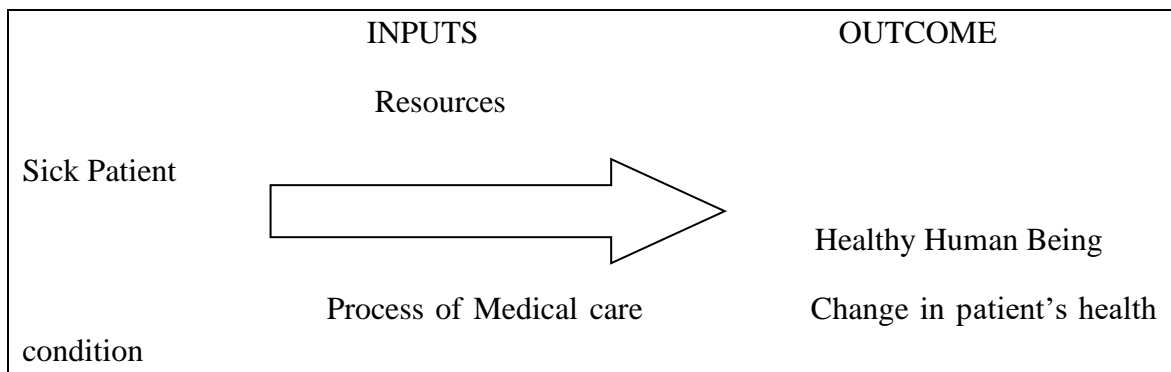 INPUTS OUTCOME
Resources
Sick Patient
Healthy Human Being
Process of Medical care Change in patient’s health
condition